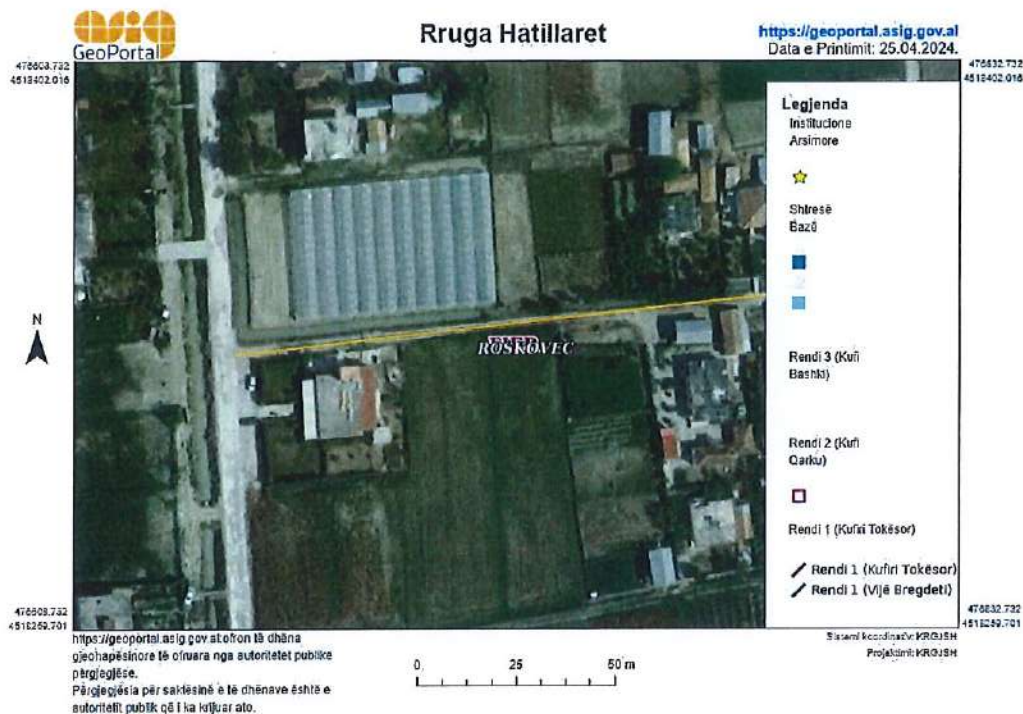 asig
GeoPortal
Rruga Hatillaret
https://geoportal.asig.gov.al
Data e Printimit: 25.04.2024.
476603.732
4518402.016
476832.732
4518402.016
Legjenda
Institucione
Arsimore
Shtresë
Bazë
N
ROSKOVEC
Rendi 3 (Kufi
Bashki)
Rendi 2 (Kufi
Qarku)
Rendi 1 (Kufiri Tokësor)
Rendi 1 (Kufiri Tokësor)
Rendi 1 (Vijë Bregdeti)
476603.732
4518259.701
476832.732
4518259.701
https://geoportal.asig.gov.al ofron të dhëna
gjeohapësinore të ofruara nga autoritetet publike
përgjegjëse.
Përgjegjësia për saktësinë e të dhënave është e
autoritetit publik që i ka krijuar ato.
0 25 50 m
Sistemi koordinativ: KRGJSH
Projektimi: KRGJSH